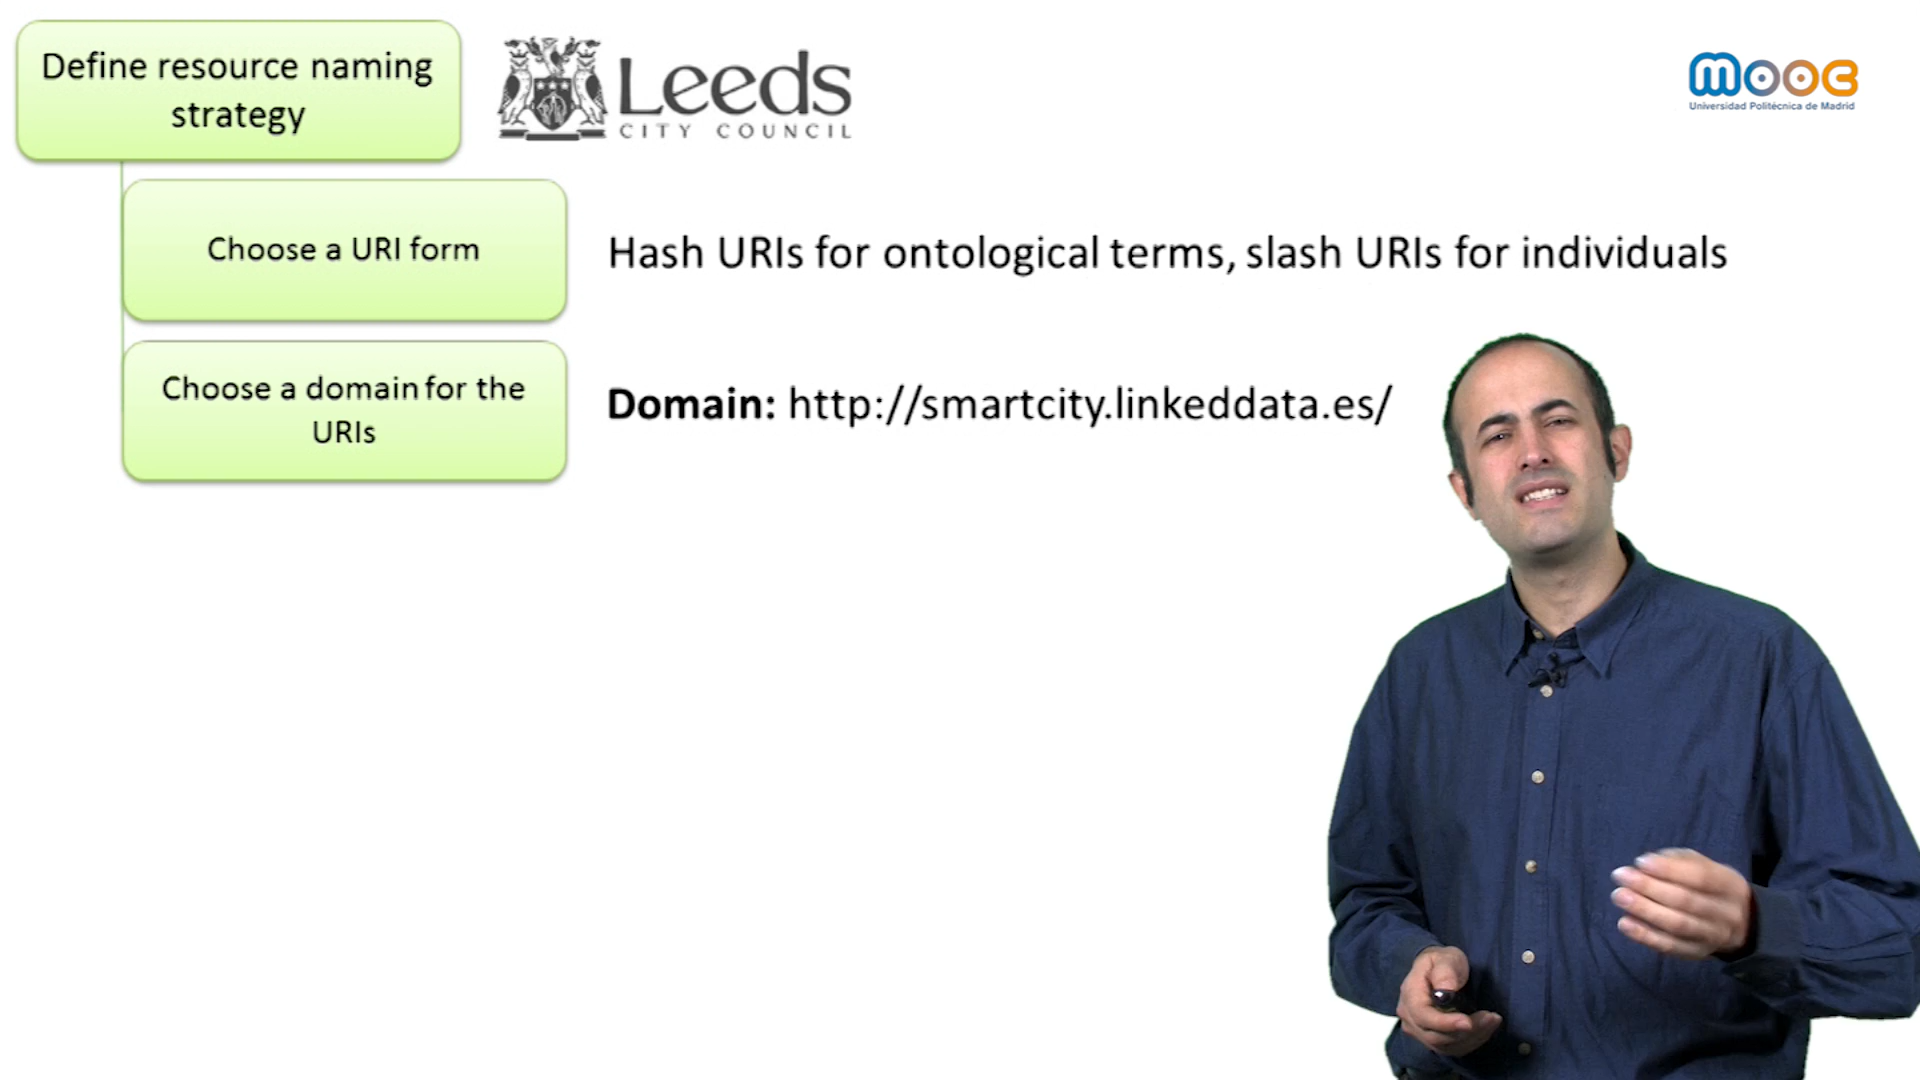 Define resource naming
strategy
Leeds
CITY COUNCIL
mooc
Universidad Politécnica de Madrid
Choose a URI form
Hash URIs for ontological terms, slash URIs for individuals
Choose a domain for the
URIs
Domain: http://smartcity.linkeddata.es/